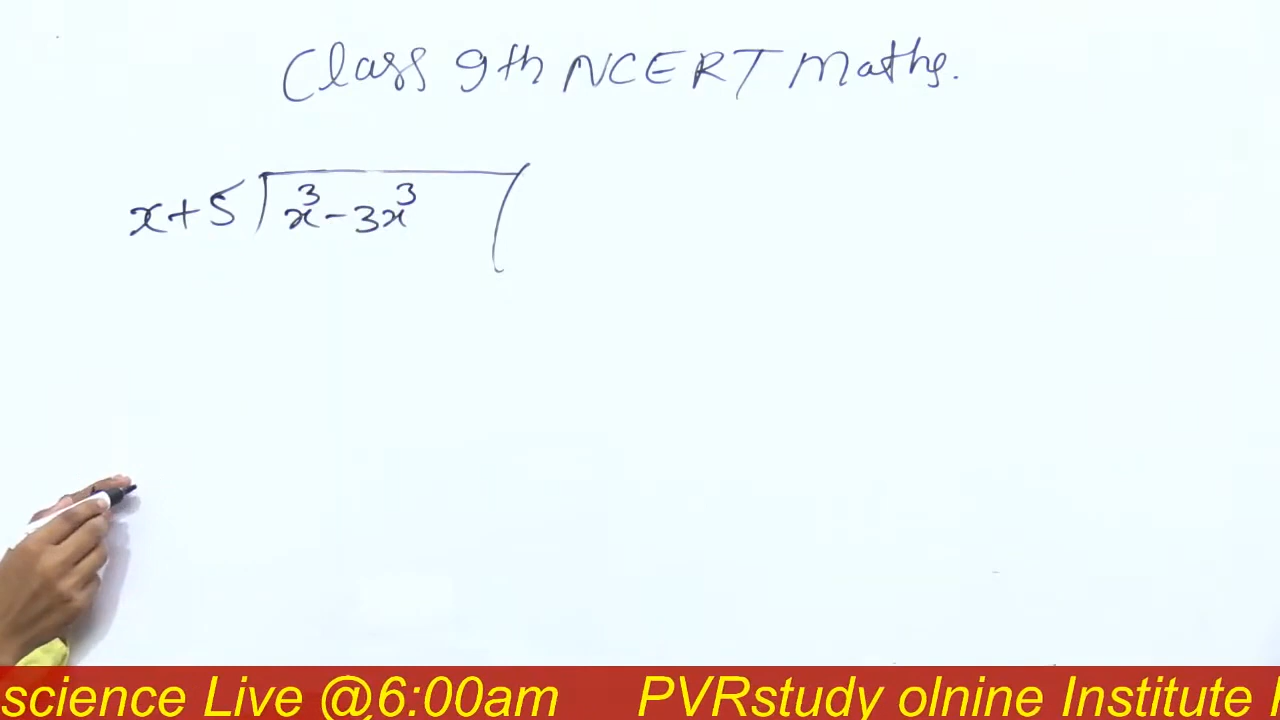 Class 9th NCERT Maths.
x+5 x³-3x³
science Live @6:00am PVRstudy olnine Institute